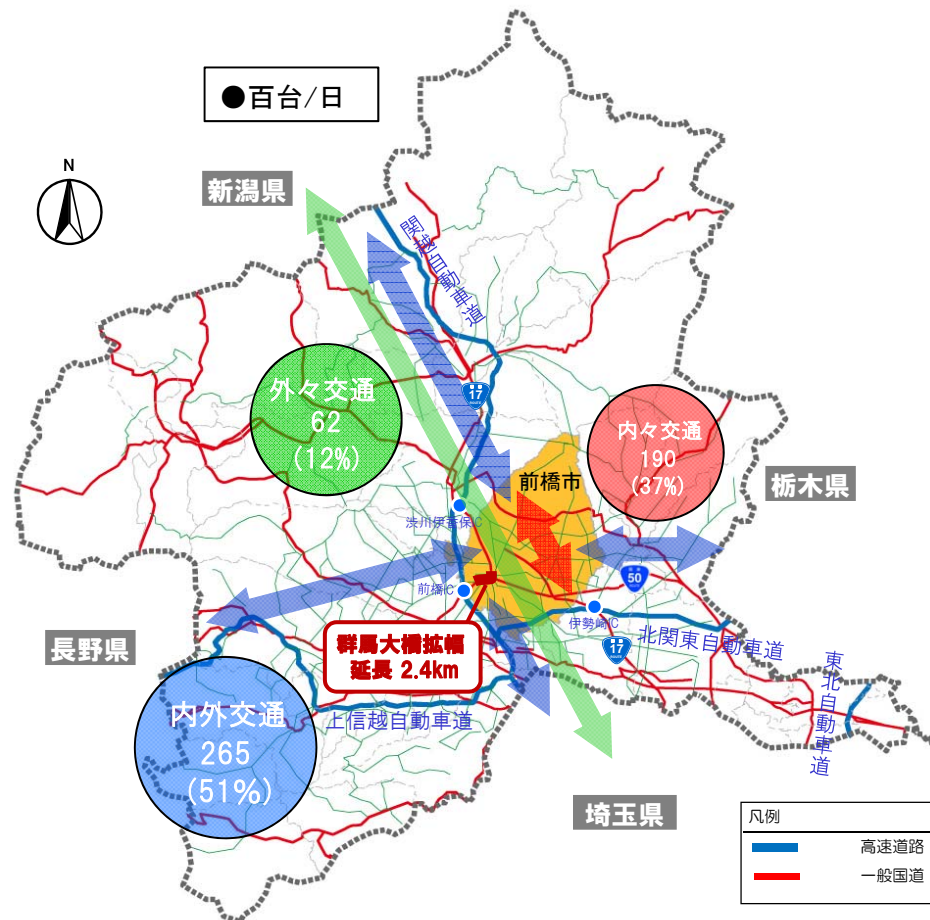 ●百台/日
N
新潟県
関越自動車道
17
外々交通
62
(12%)
内々交通
190
(37%)
前橋市
栃木県
渋川伊香保IC
50
前橋IC
伊勢崎IC
17
北関東自動車道
長野県
群馬大橋拡幅
延長 2.4km
東北自動車道
内外交通
265
(51%)
上信越自動車道
埼玉県
凡例
高速道路
一般国道